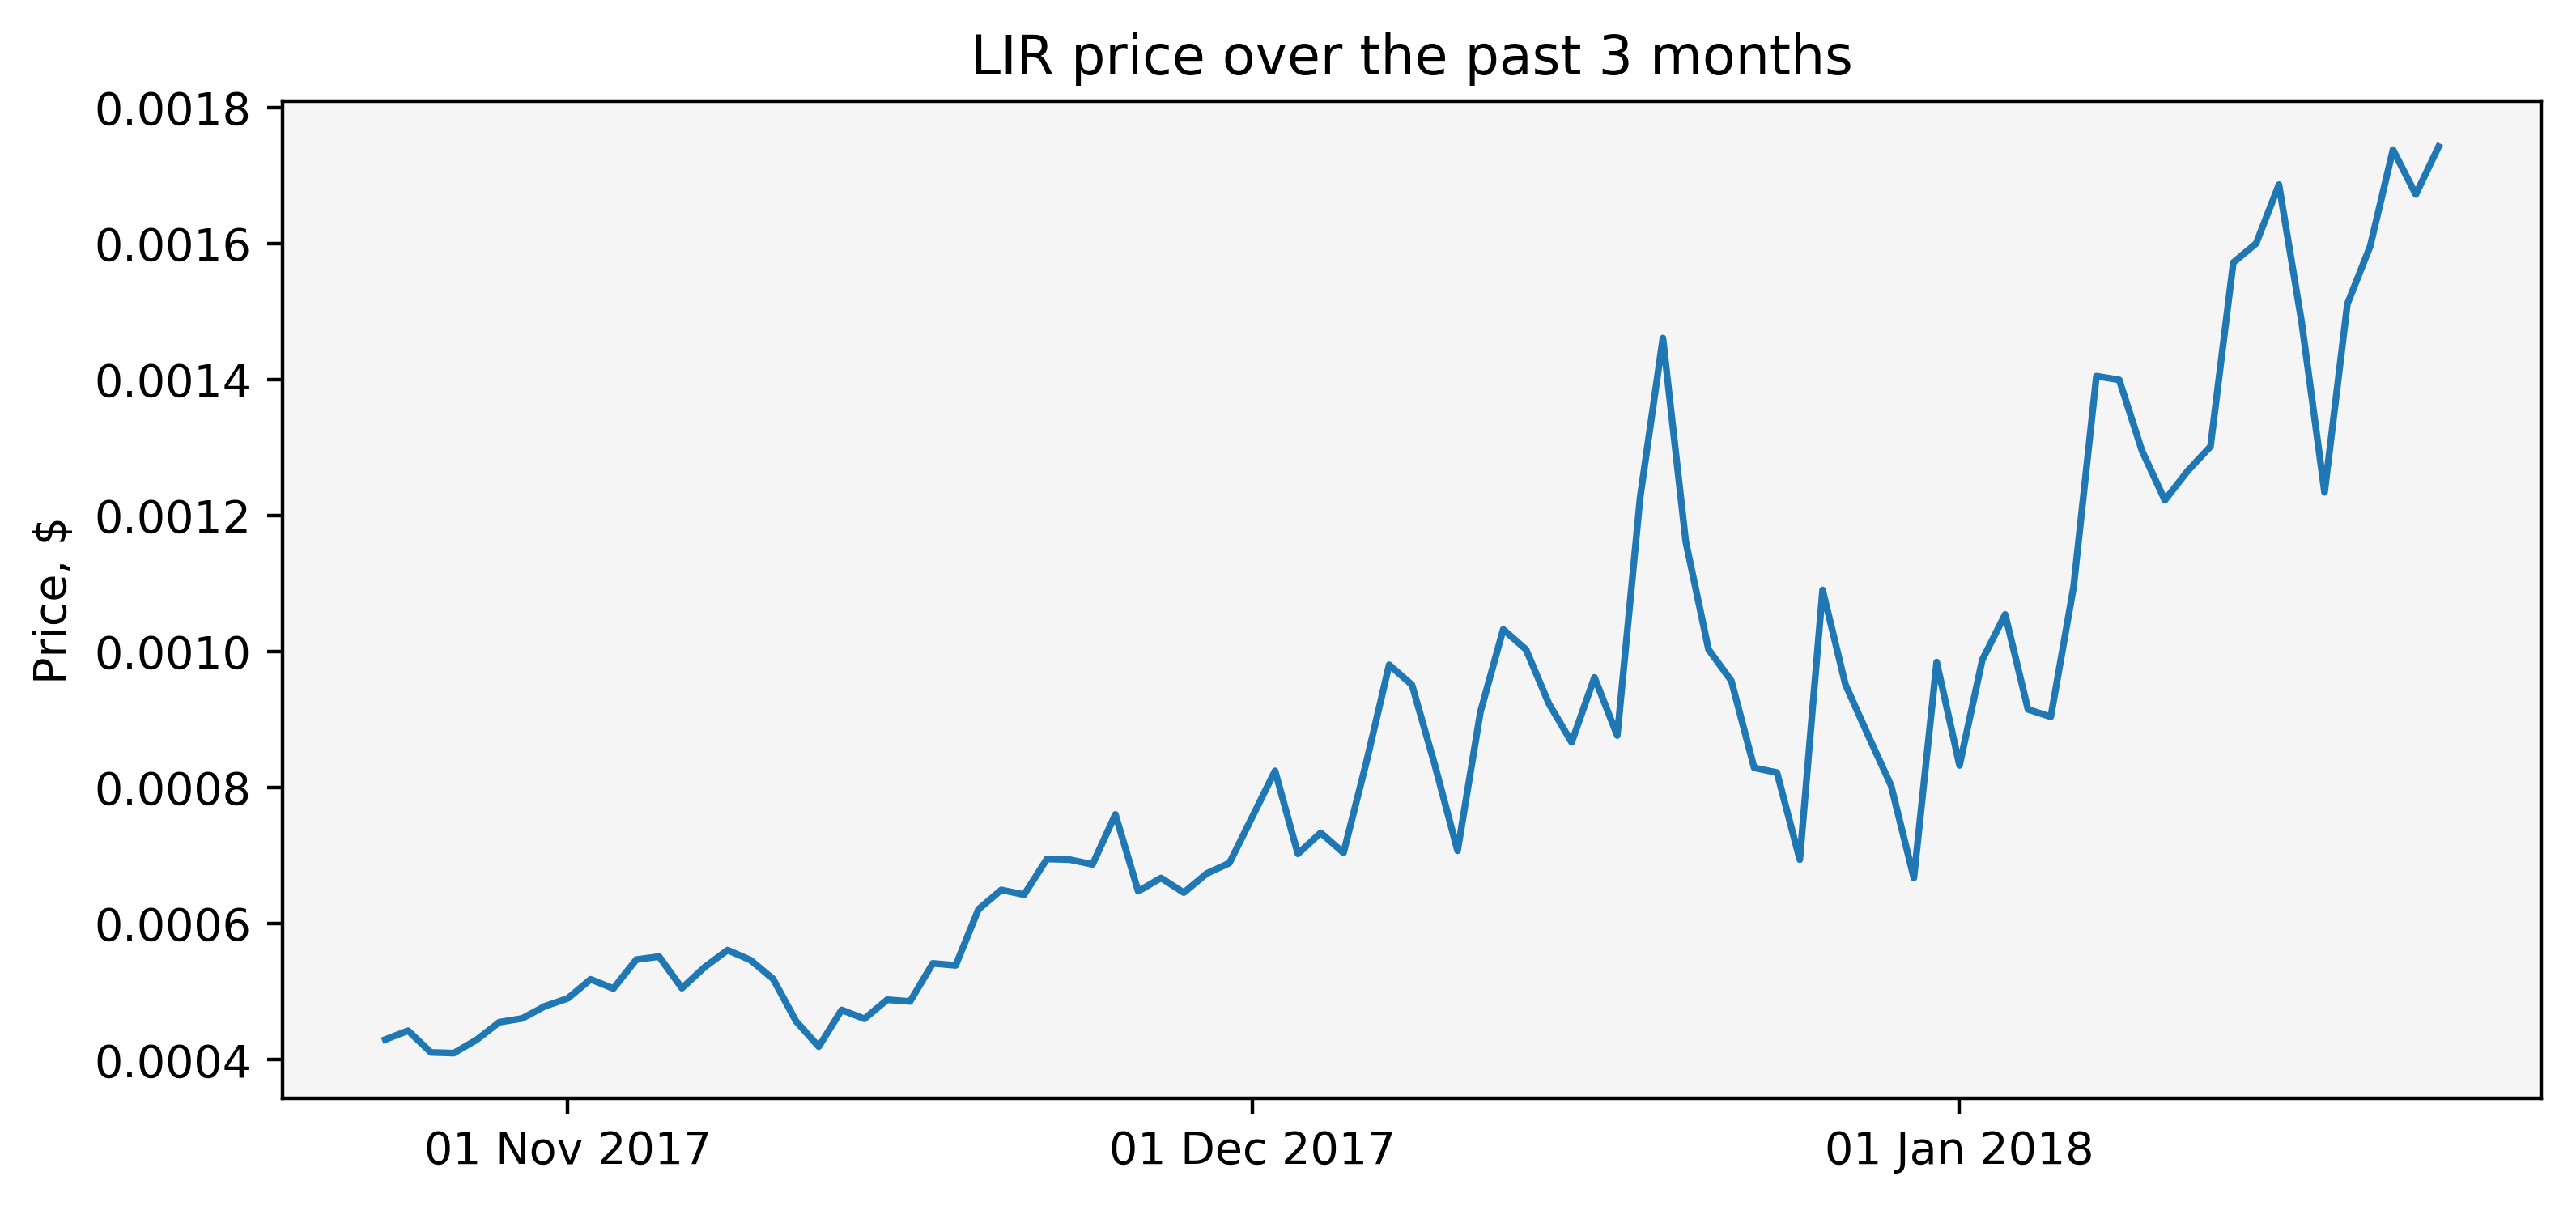 LIR price over the past 3 months
Price, $
0.0018
0.0016
0.0014
0.0012
0.0010
0.0008
0.0006
0.0004
01 Nov 2017
01 Dec 2017
01 Jan 2018